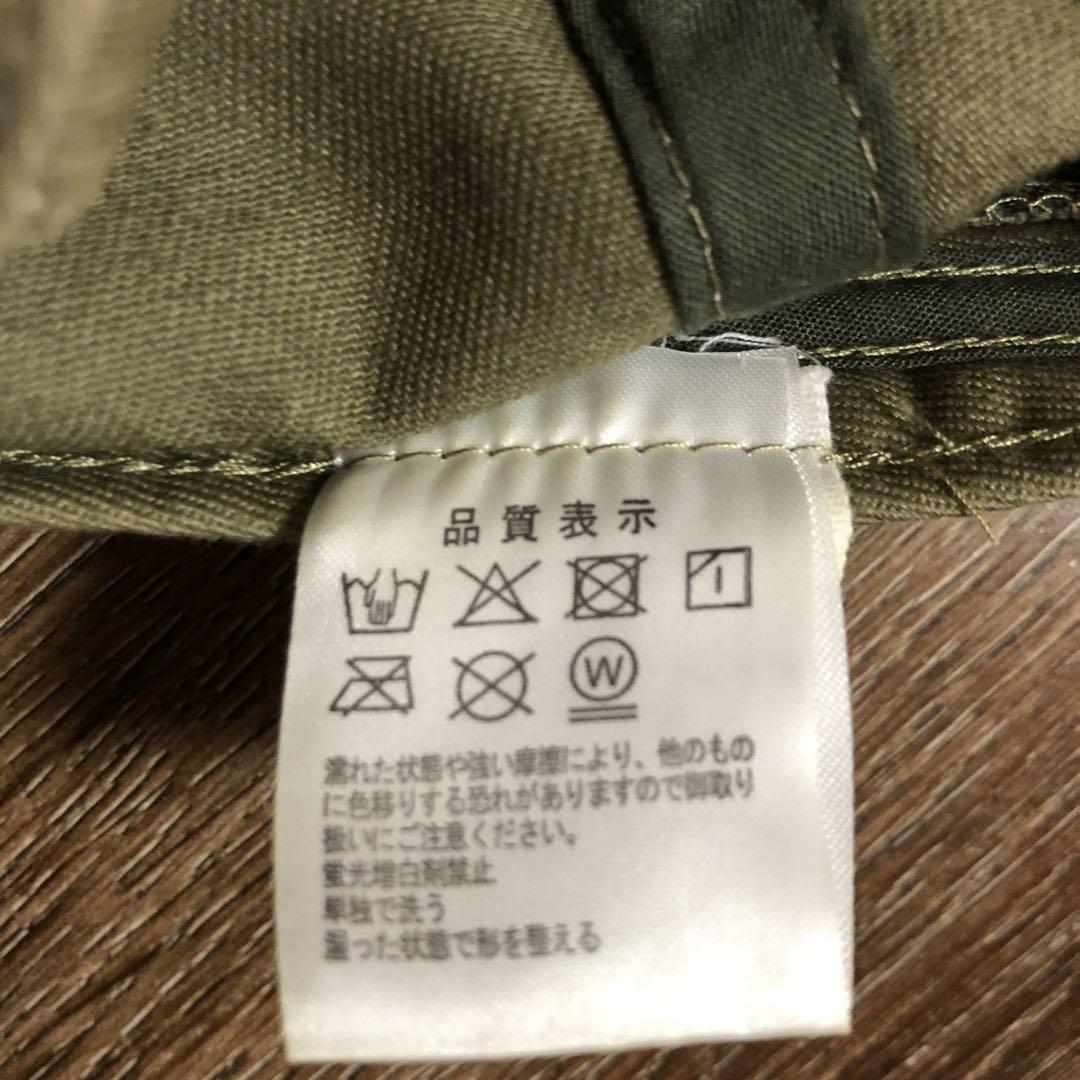 品質表示
W
濡れた状態や強い摩擦により、他のもの
に色移りする恐れがありますので御取り
扱いにご注意ください。
蛍光増白剤禁止
単独で洗う
湿った状態で形を整える